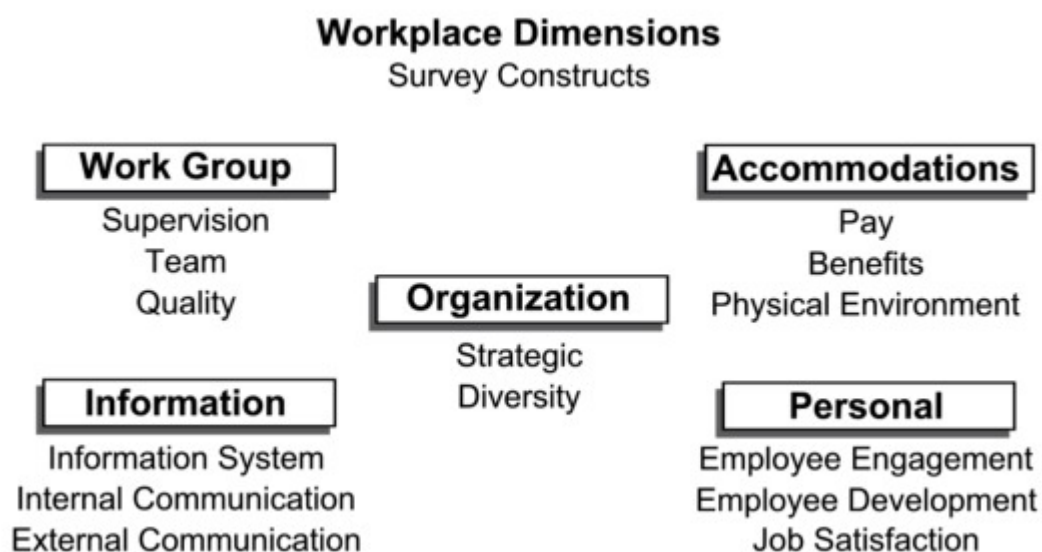 Workplace Dimensions
Survey Constructs
Work Group
Supervision
Team
Quality
Accommodations
Pay
Benefits
Physical Environment
Organization
Strategic
Diversity
Information
Information System
Internal Communication
External Communication
Personal
Employee Engagement
Employee Development
Job Satisfaction